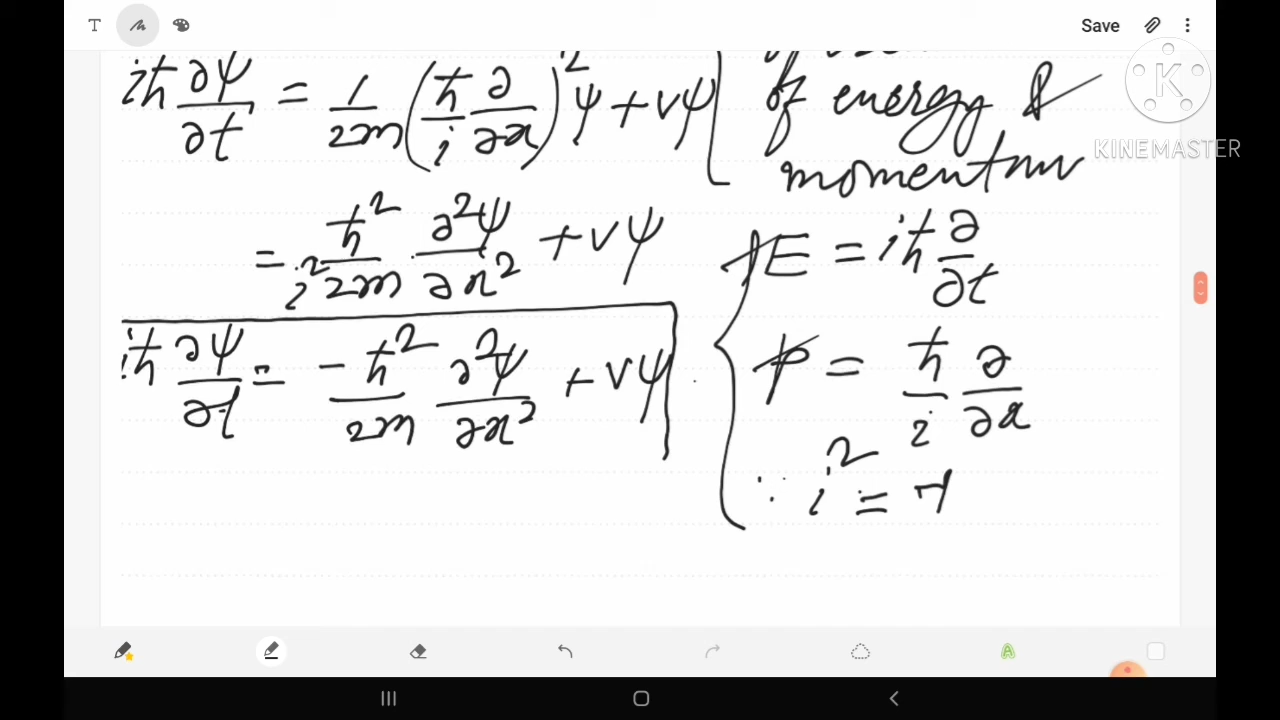 T Save
iħ ∂ψ/∂t = 1/2m (ħ/i ∂/∂x)² ψ + vψ
= ħ²/i²2m · ∂²ψ/∂x² + vψ
iħ ∂ψ/∂t = -ħ²/2m ∂²ψ/∂x² + vψ
of energy &
momentum
E = iħ ∂/∂t
p = ħ/i ∂/∂x
∵ i² = -1
K
KINEMASTER
A